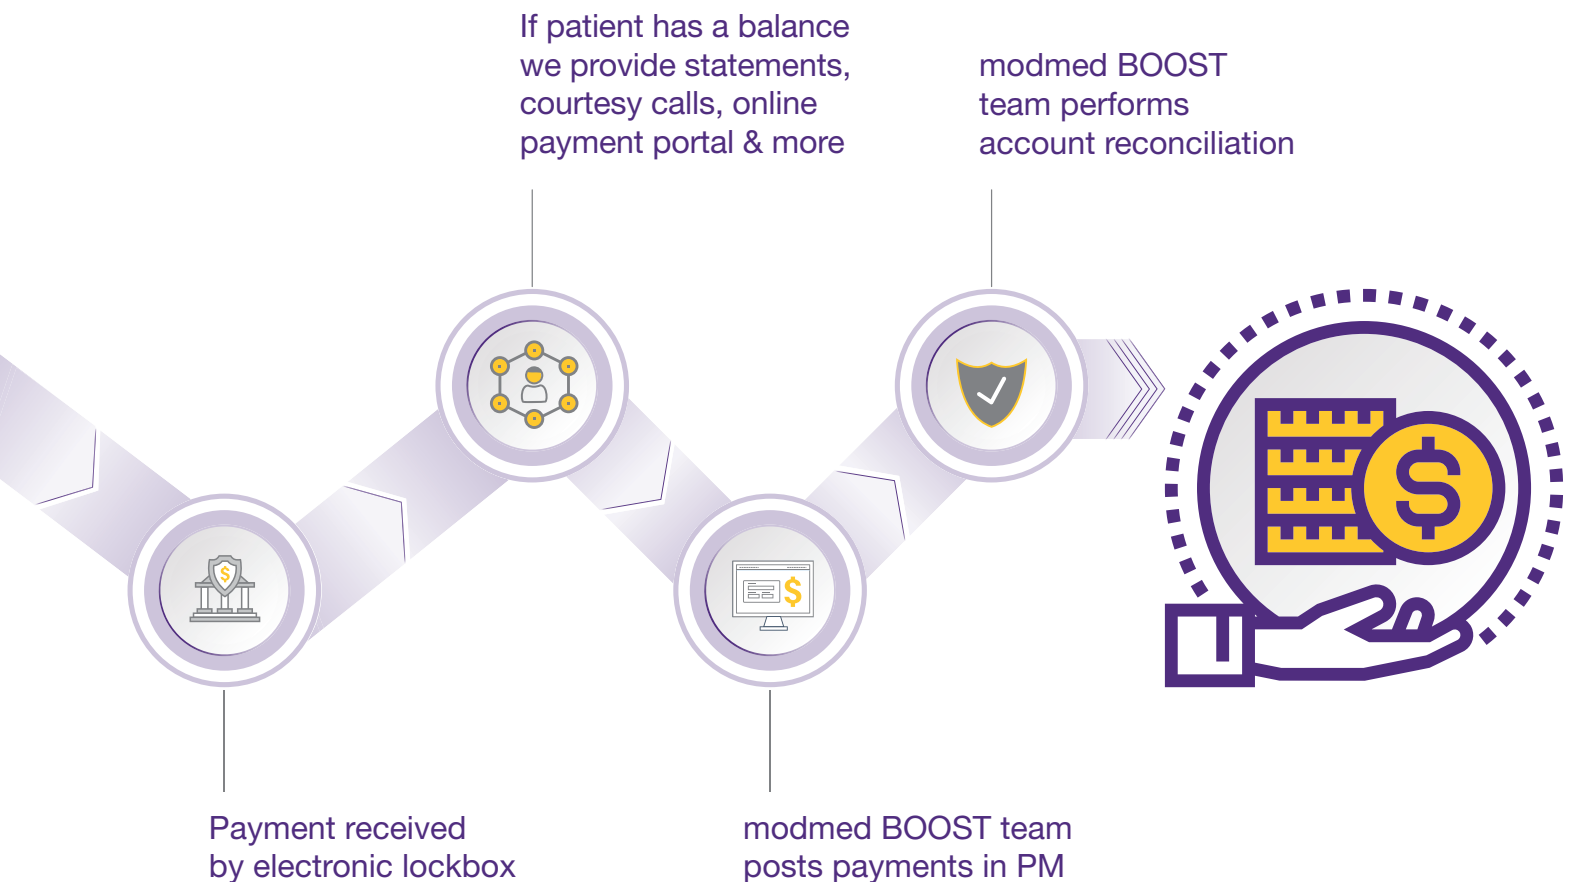 If patient has a balance
we provide statements,
courtesy calls, online
payment portal & more
modmed BOOST
team performs
account reconciliation
$
$
$
Payment received
by electronic lockbox
modmed BOOST team
posts payments in PM